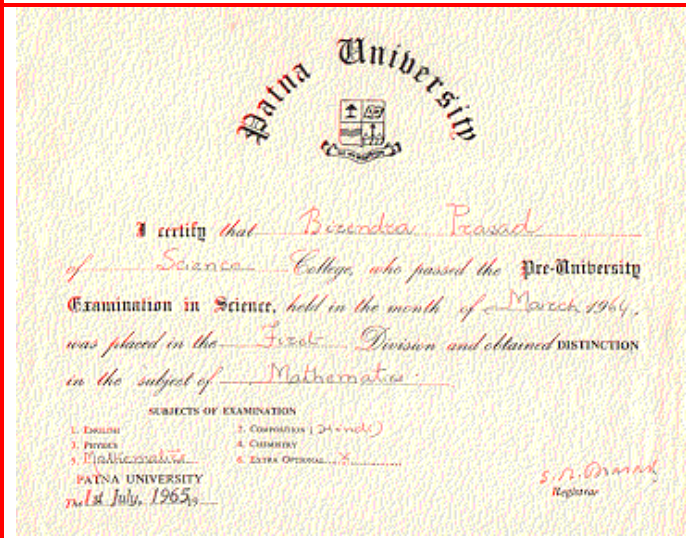 Patna University
I certify that Birendra Prasad
of Science College, who passed the Pre-University
Examination in Science, held in the month of March 1964,
was placed in the First Division and obtained DISTINCTION
in the subject of Mathematics
SUBJECTS OF EXAMINATION
1. ENGLISH 2. COMPOSITION (Hindi)
3. PHYSICS 4. CHEMISTRY
5. Mathematics 6. EXTRA OPTIONAL X
PATNA UNIVERSITY
The 1st July, 1965
Registrar